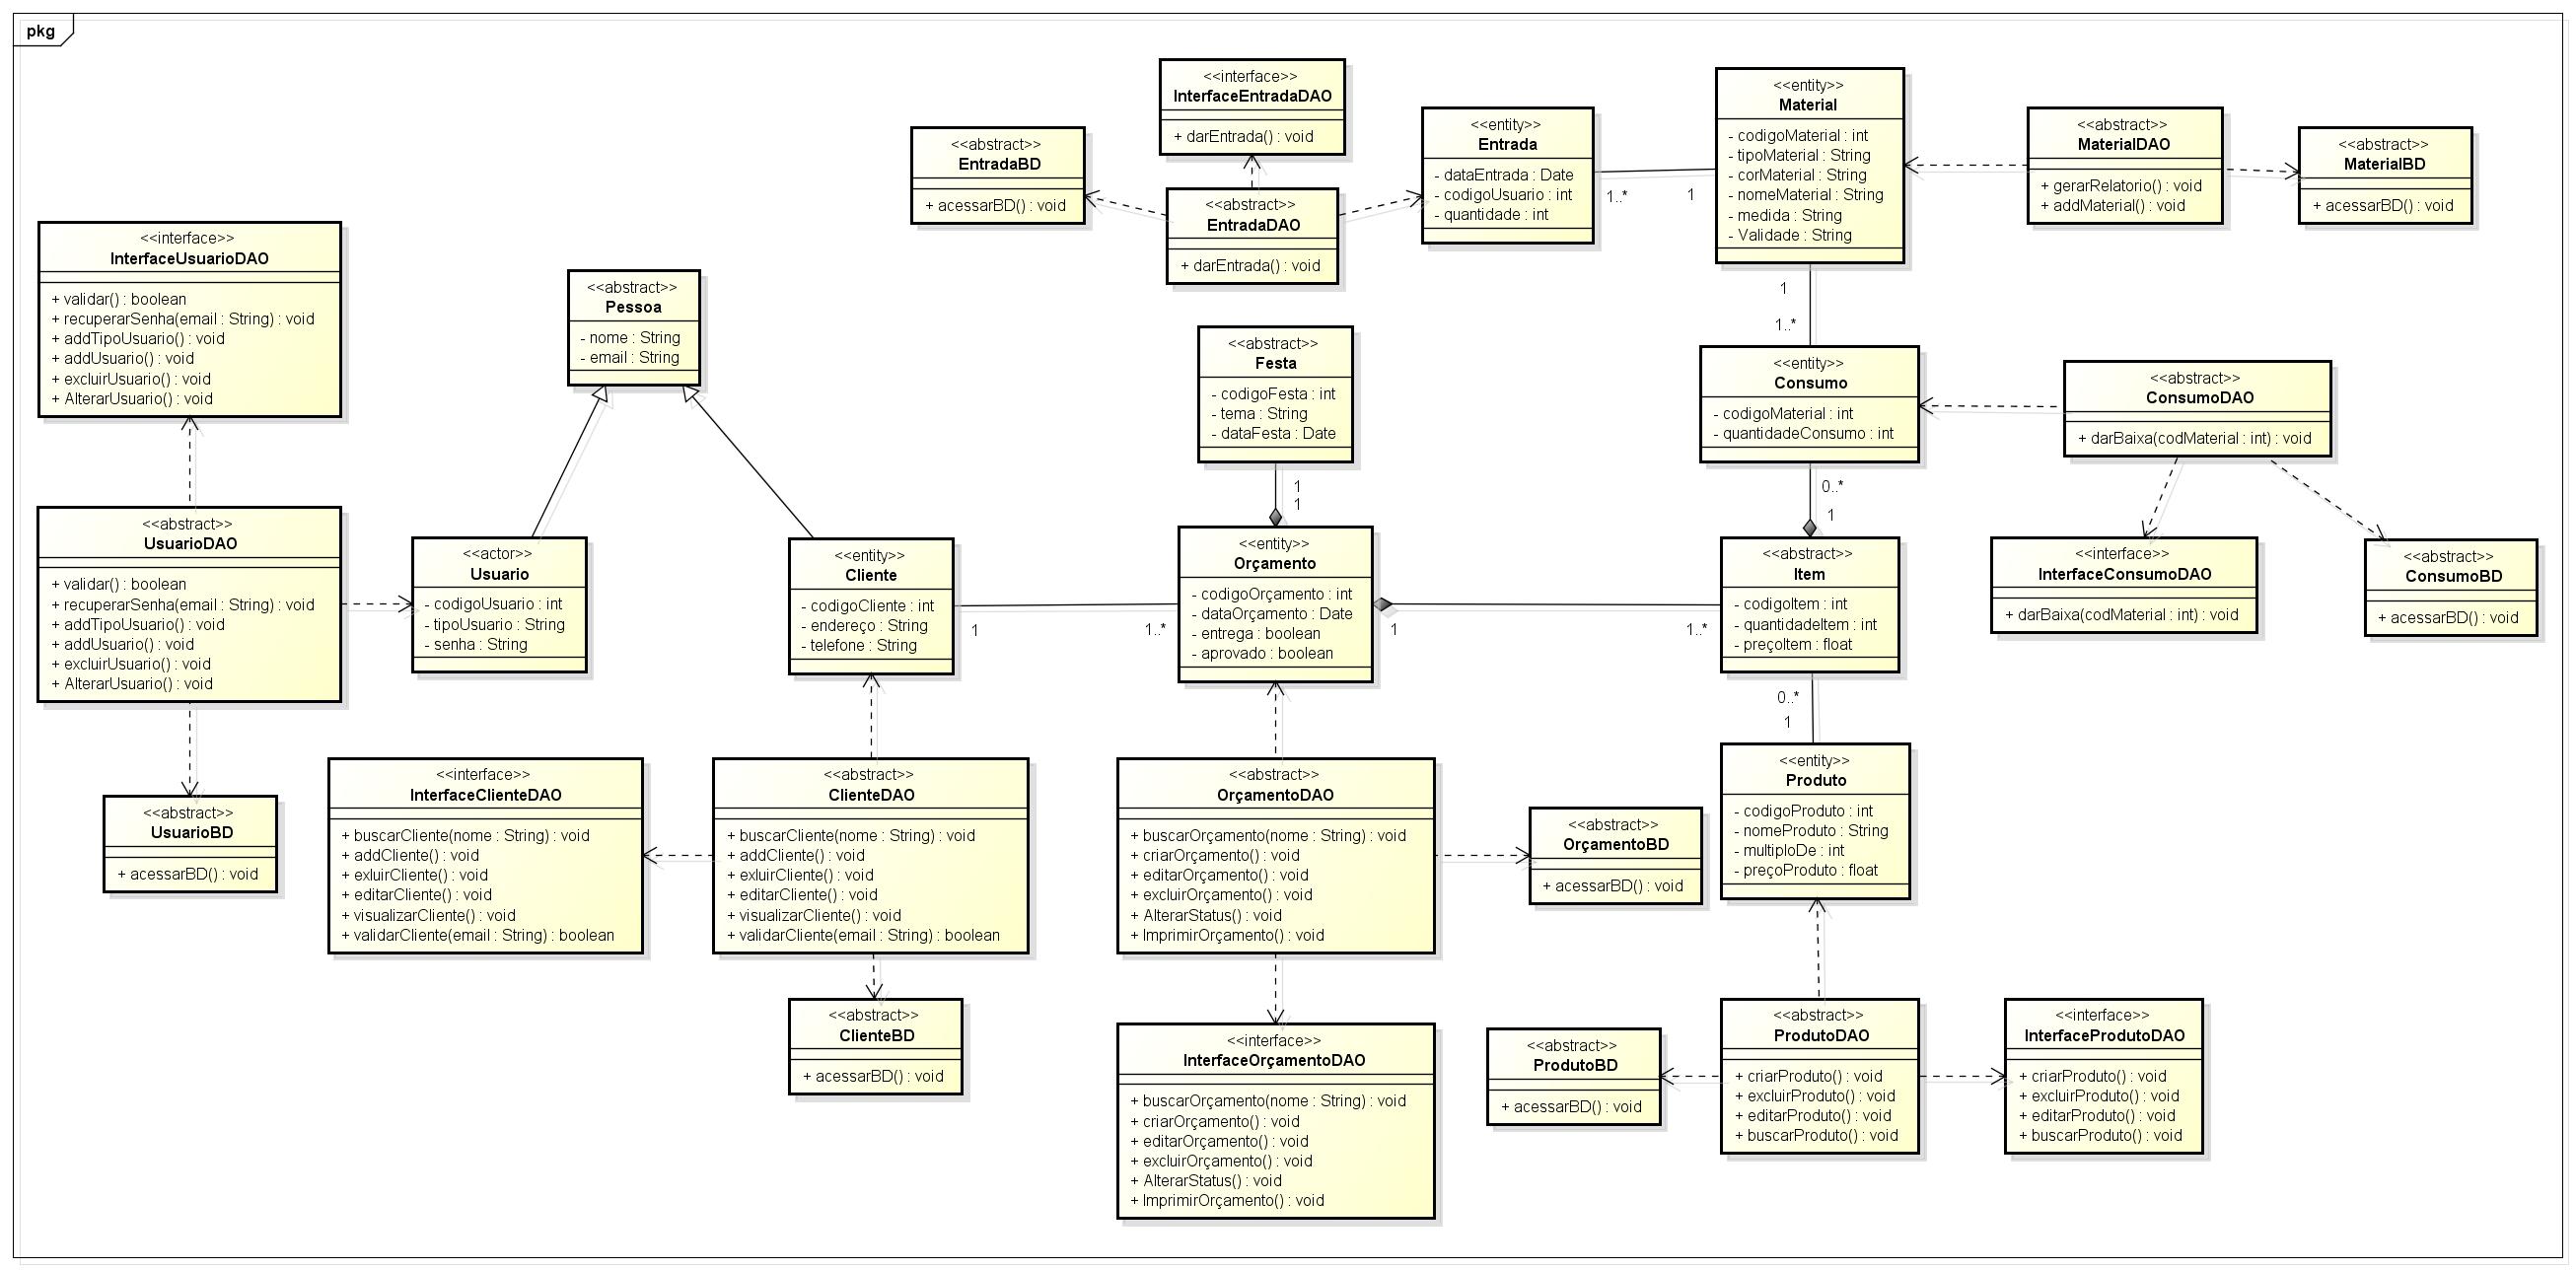 pkg
<<interface>>
InterfaceEntradaDAO
+ darEntrada() : void
<<abstract>>
EntradaBD
+ acessarBD() : void
<<abstract>>
EntradaDAO
+ darEntrada() : void
<<entity>>
Entrada
- dataEntrada : Date
- codigoUsuario : int
- quantidade : int
1..*
1
<<entity>>
Material
- codigoMaterial : int
- tipoMaterial : String
- corMaterial : String
- nomeMaterial : String
- medida : String
- Validade : String
<<abstract>>
MaterialDAO
+ gerarRelatorio() : void
+ addMaterial() : void
<<abstract>>
MaterialBD
+ acessarBD() : void
<<interface>>
InterfaceUsuarioDAO
+ validar() : boolean
+ recuperarSenha(email : String) : void
+ addTipoUsuario() : void
+ addUsuario() : void
+ excluirUsuario() : void
+ AlterarUsuario() : void
<<abstract>>
Pessoa
- nome : String
- email : String
<<abstract>>
Festa
- codigoFesta : int
- tema : String
- dataFesta : Date
1
1
1
1..*
<<entity>>
Consumo
- codigoMaterial : int
- quantidadeConsumo : int
0..*
1
<<abstract>>
ConsumoDAO
+ darBaixa(codMaterial : int) : void
<<abstract>>
UsuarioDAO
+ validar() : boolean
+ recuperarSenha(email : String) : void
+ addTipoUsuario() : void
+ addUsuario() : void
+ excluirUsuario() : void
+ AlterarUsuario() : void
<<actor>>
Usuario
- codigoUsuario : int
- tipoUsuario : String
- senha : String
<<entity>>
Cliente
- codigoCliente : int
- endereço : String
- telefone : String
1
1..*
<<entity>>
Orçamento
- codigoOrçamento : int
- dataOrçamento : Date
- entrega : boolean
- aprovado : boolean
1
1..*
<<abstract>>
Item
- codigoItem : int
- quantidadeItem : int
- preçoItem : float
<<interface>>
InterfaceConsumoDAO
+ darBaixa(codMaterial : int) : void
<<abstract>>
ConsumoBD
+ acessarBD() : void
0..*
1
<<abstract>>
UsuarioBD
+ acessarBD() : void
<<interface>>
InterfaceClienteDAO
+ buscarCliente(nome : String) : void
+ addCliente() : void
+ exluirCliente() : void
+ editarCliente() : void
+ visualizarCliente() : void
+ validarCliente(email : String) : boolean
<<abstract>>
ClienteDAO
+ buscarCliente(nome : String) : void
+ addCliente() : void
+ exluirCliente() : void
+ editarCliente() : void
+ visualizarCliente() : void
+ validarCliente(email : String) : boolean
<<abstract>>
OrçamentoDAO
+ buscarOrçamento(nome : String) : void
+ criarOrçamento() : void
+ editarOrçamento() : void
+ excluirOrçamento() : void
+ AlterarStatus() : void
+ ImprimirOrçamento() : void
<<abstract>>
OrçamentoBD
+ acessarBD() : void
<<entity>>
Produto
- codigoProduto : int
- nomeProduto : String
- multiploDe : int
- preçoProduto : float
<<abstract>>
ClienteBD
+ acessarBD() : void
<<interface>>
InterfaceOrçamentoDAO
+ buscarOrçamento(nome : String) : void
+ criarOrçamento() : void
+ editarOrçamento() : void
+ excluirOrçamento() : void
+ AlterarStatus() : void
+ ImprimirOrçamento() : void
<<abstract>>
ProdutoBD
+ acessarBD() : void
<<abstract>>
ProdutoDAO
+ criarProduto() : void
+ excluirProduto() : void
+ editarProduto() : void
+ buscarProduto() : void
<<interface>>
InterfaceProdutoDAO
+ criarProduto() : void
+ excluirProduto() : void
+ editarProduto() : void
+ buscarProduto() : void